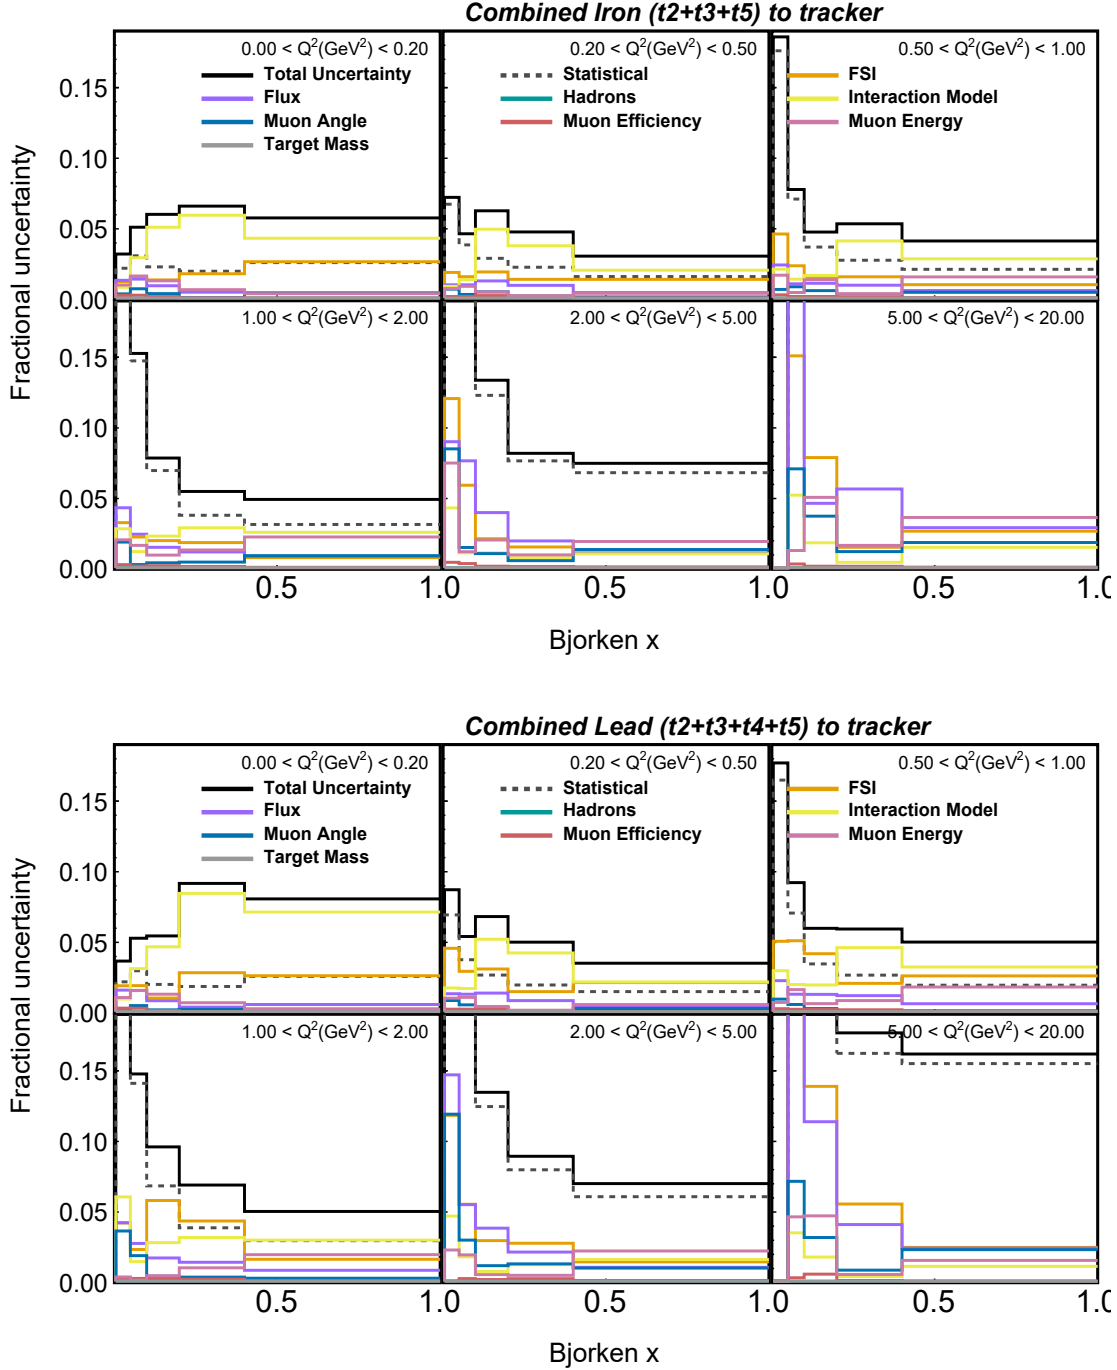 Combined Iron (t2+t3+t5) to tracker
0.00 < Q²(GeV²) < 0.20
0.20 < Q²(GeV²) < 0.50
0.50 < Q²(GeV²) < 1.00
Total Uncertainty
Statistical
FSI
Flux
Hadrons
Interaction Model
Muon Angle
Muon Efficiency
Muon Energy
Target Mass
0.15
0.10
0.05
0.00
Fractional uncertainty
1.00 < Q²(GeV²) < 2.00
2.00 < Q²(GeV²) < 5.00
5.00 < Q²(GeV²) < 20.00
0.15
0.10
0.05
0.00
Fractional uncertainty
0.5
1.0
0.5
1.0
0.5
1.0
Bjorken x
Combined Lead (t2+t3+t4+t5) to tracker
0.00 < Q²(GeV²) < 0.20
0.20 < Q²(GeV²) < 0.50
0.50 < Q²(GeV²) < 1.00
Total Uncertainty
Statistical
FSI
Flux
Hadrons
Interaction Model
Muon Angle
Muon Efficiency
Muon Energy
Target Mass
0.15
0.10
0.05
0.00
Fractional uncertainty
1.00 < Q²(GeV²) < 2.00
2.00 < Q²(GeV²) < 5.00
5.00 < Q²(GeV²) < 20.00
0.15
0.10
0.05
0.00
Fractional uncertainty
0.5
1.0
0.5
1.0
0.5
1.0
Bjorken x